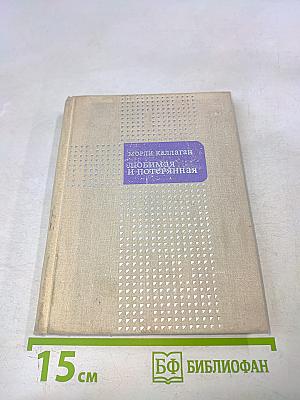 МОРЛИ КАЛЛАГАН
ЛЮБИМАЯ
И ПОТЕРЯННАЯ
15 см
БФ БИБЛИОФАН